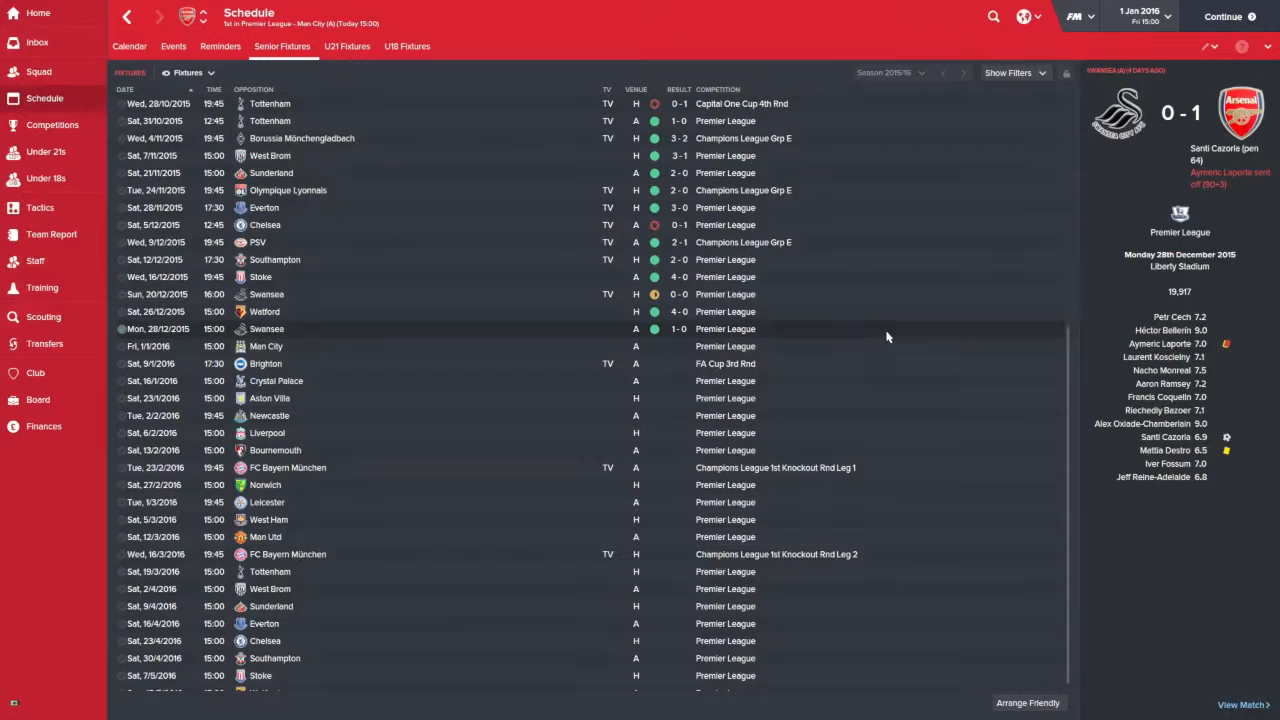 Home
Inbox
Squad
Schedule
Competitions
Under 21s
Under 18s
Tactics
Team Report
Staff
Training
Scouting
Transfers
Club
Board
Finances
Schedule
1st in Premier League - Man City (A) (Today 15:00)
FM
1 Jan 2016
Fri 15:00
Continue
Calendar Events Reminders Senior Fixtures U21 Fixtures U18 Fixtures
FIXTURES Fixtures Season 2015/16 Show Filters
DATE TIME OPPOSITION TV VENUE RESULT COMPETITION
Wed, 28/10/2015 19:45 Tottenham TV H 0-1 Capital One Cup 4th Rnd
Sat, 31/10/2015 12:45 Tottenham TV A 1-0 Premier League
Wed, 4/11/2015 19:45 Borussia Mönchengladbach TV H 3-2 Champions League Grp E
Sat, 7/11/2015 15:00 West Brom H 3-1 Premier League
Sat, 21/11/2015 15:00 Sunderland A 2-0 Premier League
Tue, 24/11/2015 19:45 Olympique Lyonnais TV H 2-0 Champions League Grp E
Sat, 28/11/2015 17:30 Everton TV H 3-0 Premier League
Sat, 5/12/2015 12:45 Chelsea TV A 0-1 Premier League
Wed, 9/12/2015 19:45 PSV TV A 2-1 Champions League Grp E
Sat, 12/12/2015 17:30 Southampton TV H 2-0 Premier League
Wed, 16/12/2015 19:45 Stoke A 4-0 Premier League
Sun, 20/12/2015 16:00 Swansea TV H 0-0 Premier League
Sat, 26/12/2015 15:00 Watford H 4-0 Premier League
Mon, 28/12/2015 15:00 Swansea A 1-0 Premier League
Fri, 1/1/2016 15:00 Man City A Premier League
Sat, 9/1/2016 17:30 Brighton TV A FA Cup 3rd Rnd
Sat, 16/1/2016 15:00 Crystal Palace A Premier League
Sat, 23/1/2016 15:00 Aston Villa H Premier League
Tue, 2/2/2016 19:45 Newcastle A Premier League
Sat, 6/2/2016 15:00 Liverpool H Premier League
Sat, 13/2/2016 15:00 Bournemouth A Premier League
Tue, 23/2/2016 19:45 FC Bayern München TV A Champions League 1st Knockout Rnd Leg 1
Sat, 27/2/2016 15:00 Norwich H Premier League
Tue, 1/3/2016 19:45 Leicester A Premier League
Sat, 5/3/2016 15:00 West Ham H Premier League
Sat, 12/3/2016 15:00 Man Utd A Premier League
Wed, 16/3/2016 19:45 FC Bayern München TV H Champions League 1st Knockout Rnd Leg 2
Sat, 19/3/2016 15:00 Tottenham H Premier League
Sat, 2/4/2016 15:00 West Brom A Premier League
Sat, 9/4/2016 15:00 Sunderland H Premier League
Sat, 16/4/2016 15:00 Everton A Premier League
Sat, 23/4/2016 15:00 Chelsea H Premier League
Sat, 30/4/2016 15:00 Southampton A Premier League
Sat, 7/5/2016 15:00 Stoke H Premier League
Arrange Friendly
SWANSEA (A) (4 DAYS AGO)
SWANSEA CITY AFC
0 - 1
Arsenal
Santi Cazorla (pen
64)
Aymeric Laporte sent
off (90+3)
Premier League
Monday 28th December 2015
Liberty Stadium
19,917
Petr Cech 7.2
Héctor Bellerín 9.0
Aymeric Laporte 7.0
Laurent Koscielny 7.1
Nacho Monreal 7.5
Aaron Ramsey 7.2
Francis Coquelin 7.0
Riechedly Bazoer 7.1
Alex Oxlade-Chamberlain 9.0
Santi Cazorla 6.9
Mattia Destro 6.5
Iver Fossum 7.0
Jeff Reine-Adelaide 6.8
View Match